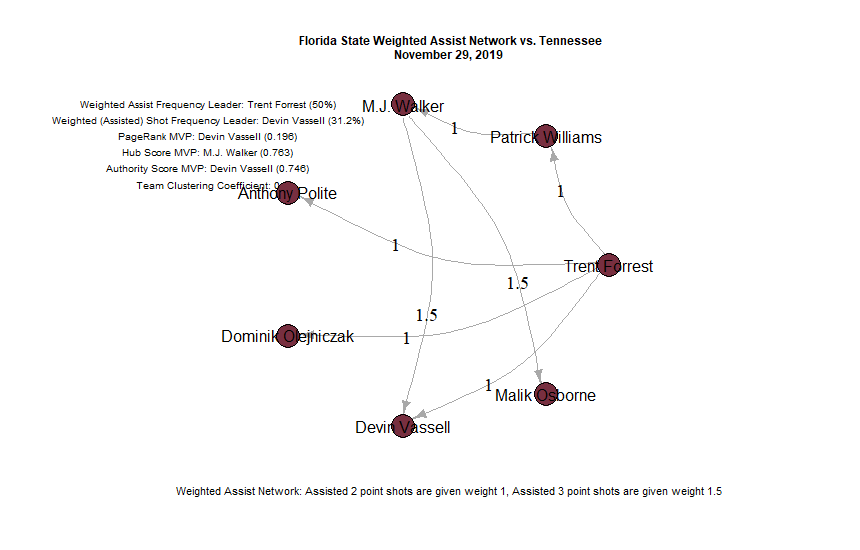 Florida State Weighted Assist Network vs. Tennessee
November 29, 2019
Weighted Assist Frequency Leader: Trent Forrest (50%)
Weighted (Assisted) Shot Frequency Leader: Devin Vassell (31.2%)
PageRank MVP: Devin Vassell (0.196)
Hub Score MVP: M.J. Walker (0.763)
Authority Score MVP: Devin Vassell (0.746)
Team Clustering Coefficient: 0
M.J. Walker
1
Patrick Williams
1
Anthony Polite
1
Trent Forrest
1.5
1.5
Dominik Olejniczak
1
1
Malik Osborne
Devin Vassell
Weighted Assist Network: Assisted 2 point shots are given weight 1, Assisted 3 point shots are given weight 1.5